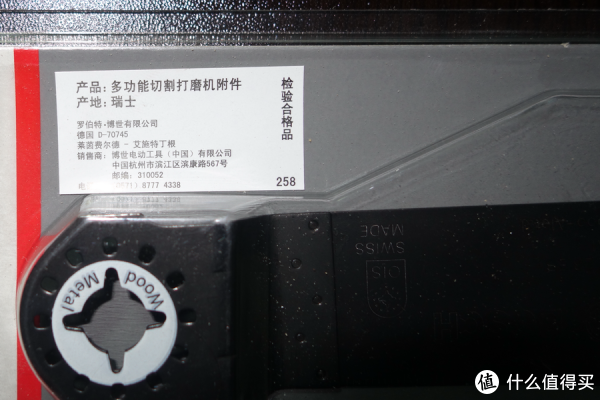 产品: 多功能切割打磨机附件
产地: 瑞士
检验合格品
罗伯特·博世有限公司
德国 D-70745
莱茵费尔德 - 艾施特丁根
销售商: 博世电动工具(中国)有限公司
中国杭州市滨江区滨康路567号
邮编: 310052
8777 4338
258
SWISS
MADE
Wood
Metal
值 什么值得买